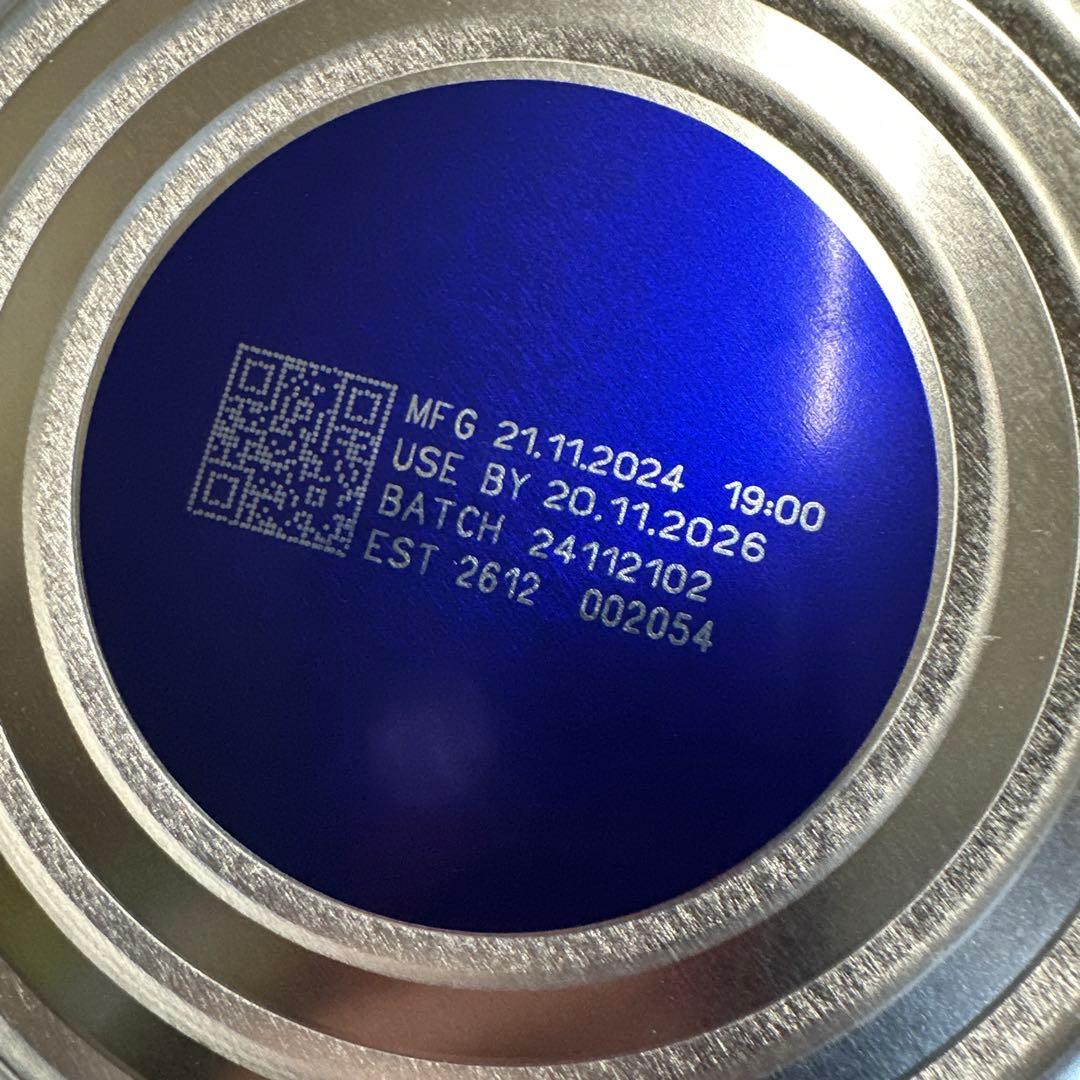 MFG 21.11.2024 19:00
USE BY 20.11.2026
BATCH 24112102
EST 2612 002054